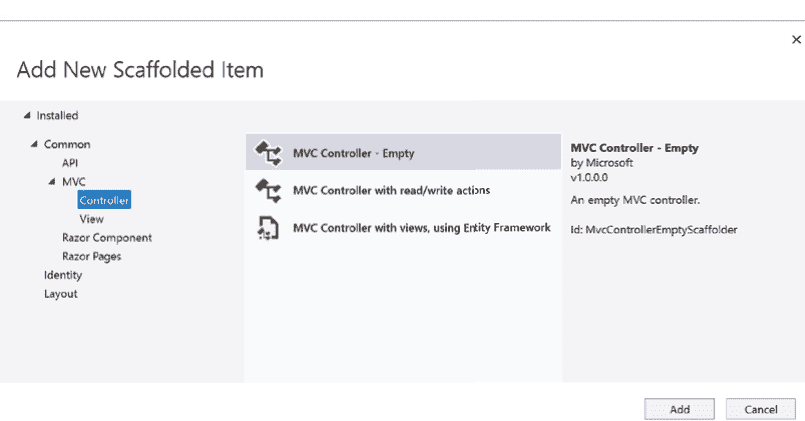 Add New Scaffolded Item
Installed
Common
API
MVC
Controller
View
Razor Component
Razor Pages
Identity
Layout
MVC Controller - Empty
MVC Controller with read/write actions
MVC Controller with views, using Entity Framework
MVC Controller - Empty
by Microsoft
v1.0.0.0
An empty MVC controller.
Id: MvcControllerEmptyScaffolder
Add
Cancel